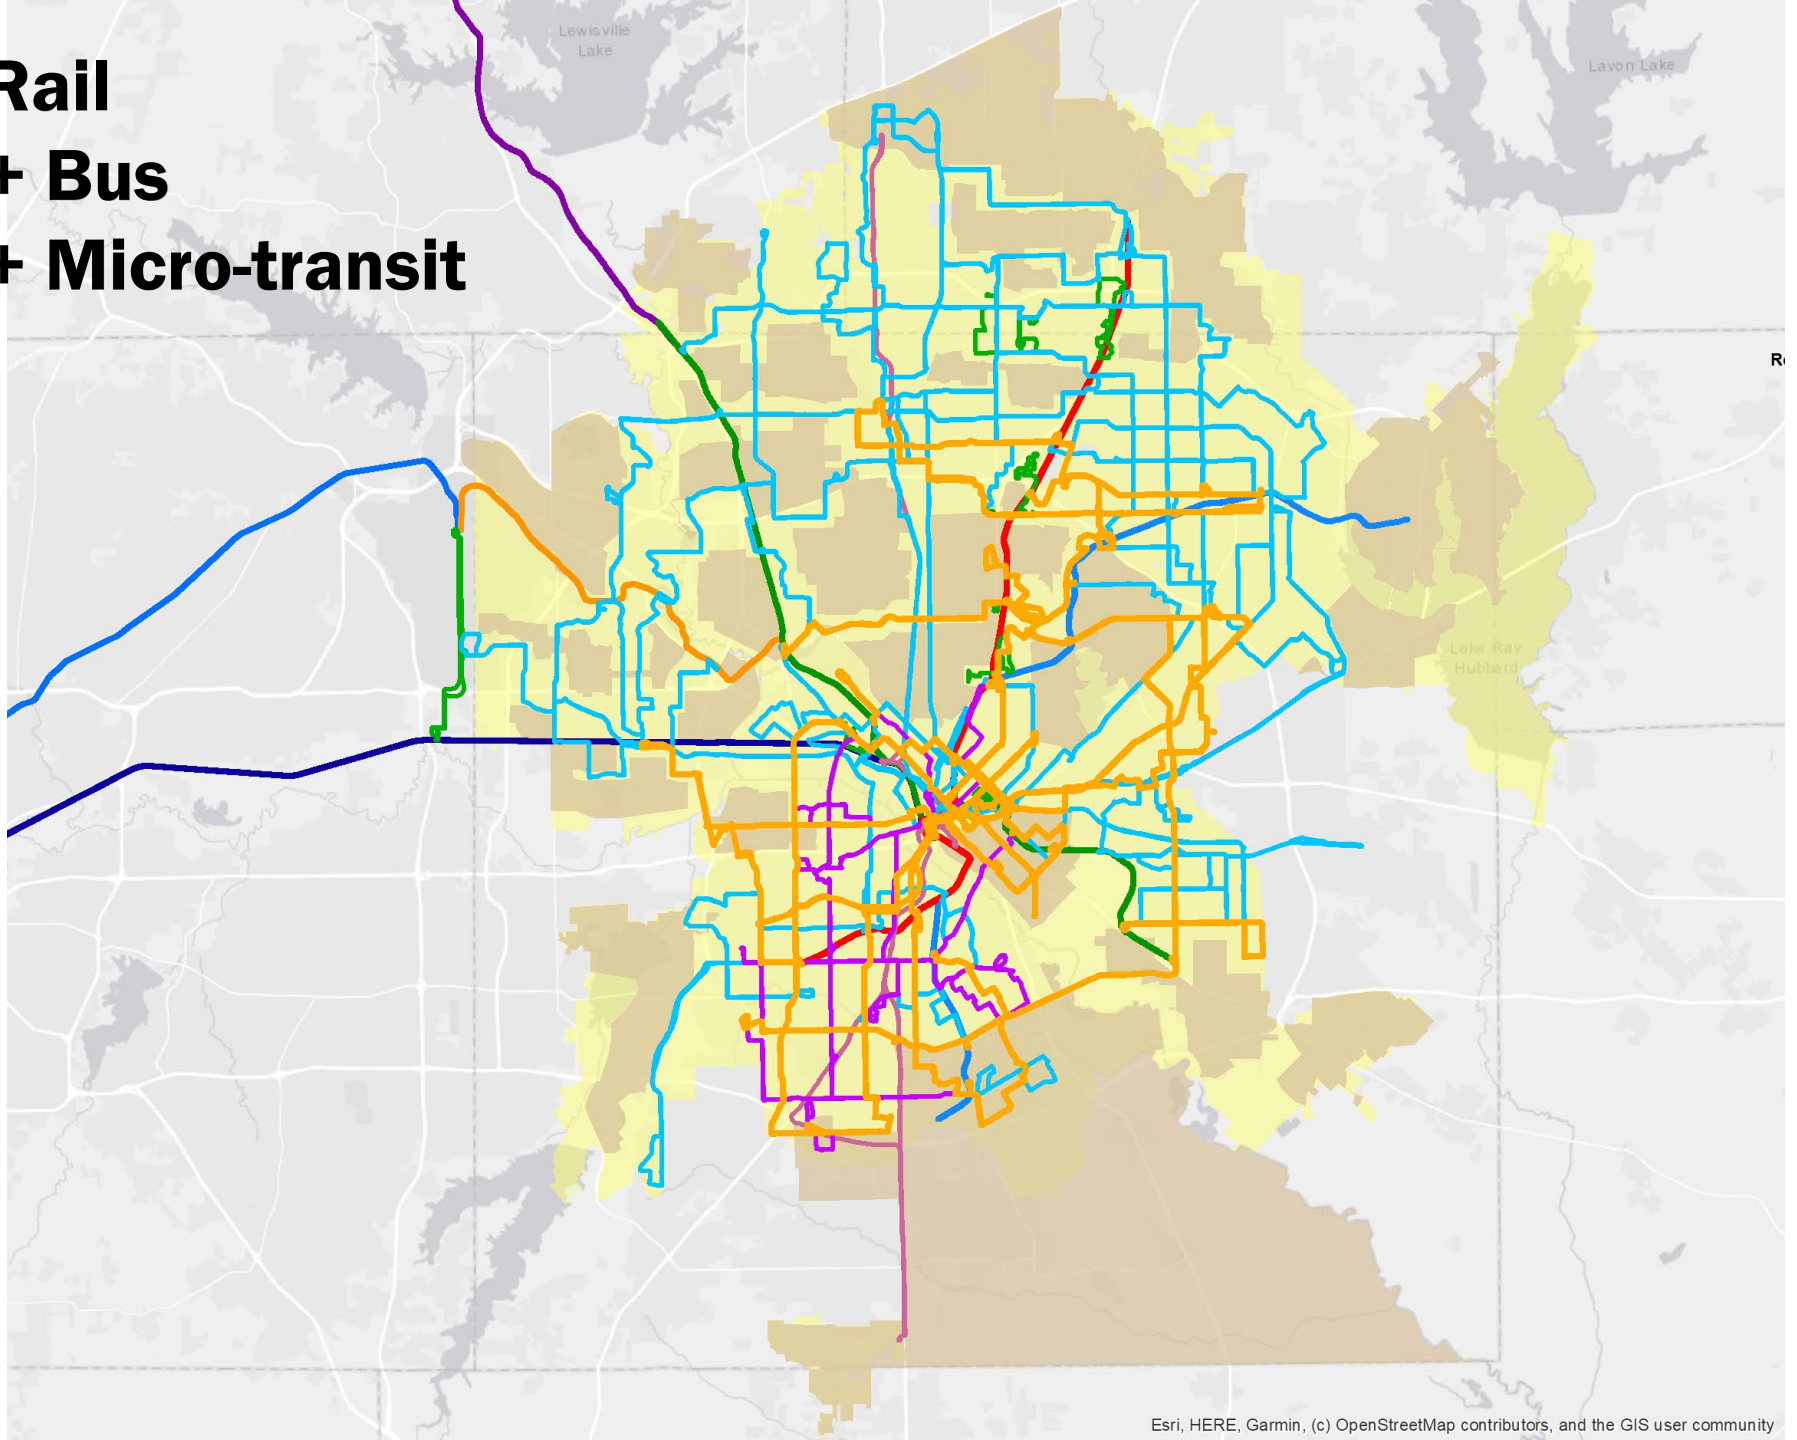 Rail
+ Bus
+ Micro-transit
Lewisville
Lake
Lavon Lake
Lake Ray
Hubbard
Esri, HERE, Garmin, (c) OpenStreetMap contributors, and the GIS user community